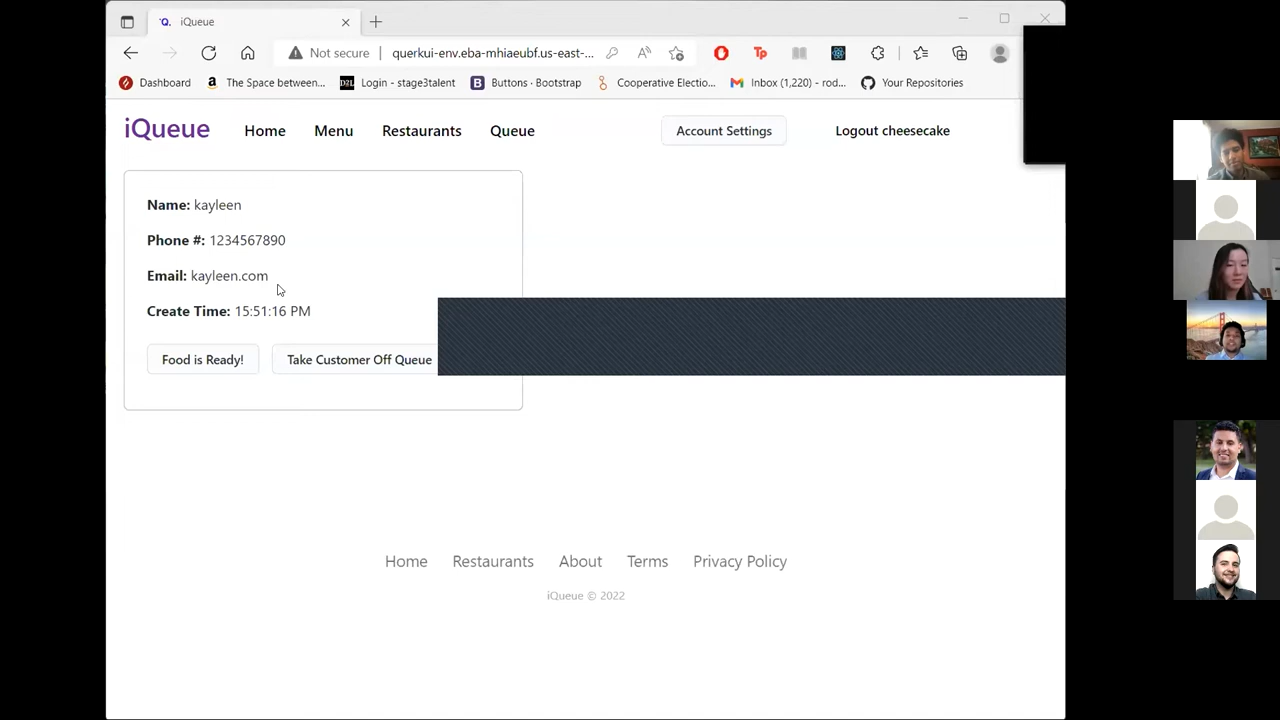 iQueue
Not secure
querkui-env.eba-mhiaeubf.us-east-...
Dashboard
The Space between...
Login - stage3talent
Buttons · Bootstrap
Cooperative Electio...
Inbox (1,220) - rod...
Your Repositories
iQueue
Home
Menu
Restaurants
Queue
Account Settings
Logout cheesecake
Name: kayleen
Phone #: 1234567890
Email: kayleen.com
Create Time: 15:51:16 PM
Food is Ready!
Take Customer Off Queue
Home
Restaurants
About
Terms
Privacy Policy
iQueue © 2022